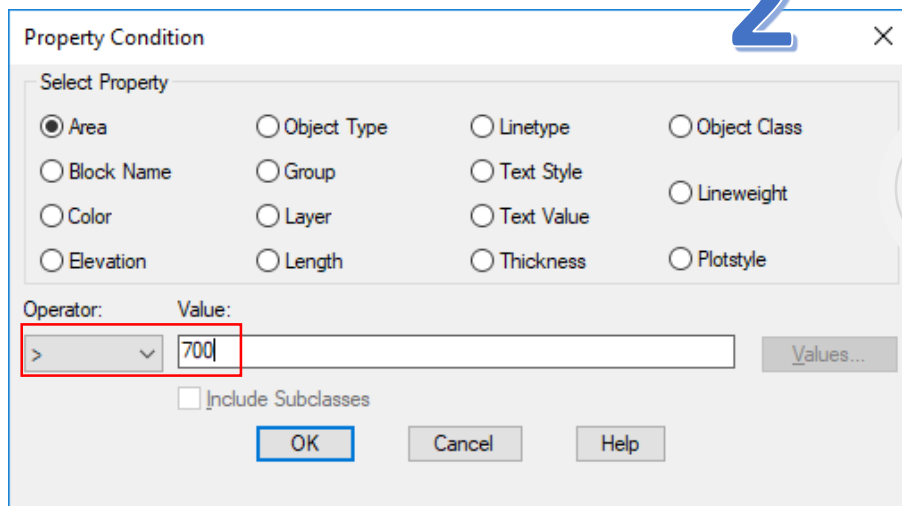 2
Property Condition
Select Property
Area Object Type Linetype Object Class
Block Name Group Text Style
Lineweight
Color Layer Text Value
Elevation Length Thickness Plotstyle
Operator: Value:
> 700 Values...
Include Subclasses
OK Cancel Help